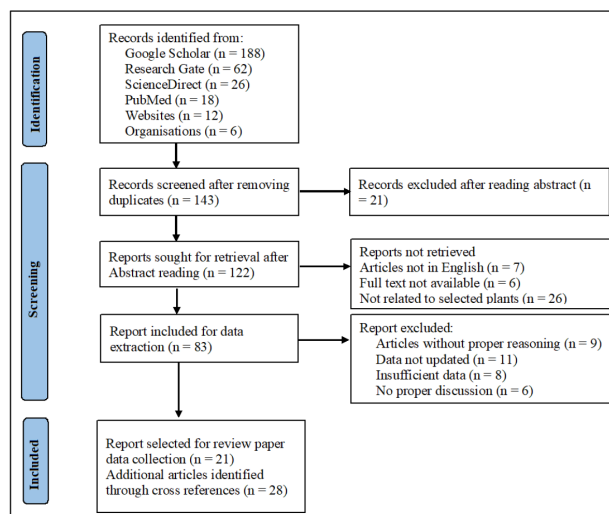 Identification
Records identified from:
Google Scholar (n = 188)
Research Gate (n = 62)
ScienceDirect (n = 26)
PubMed (n = 18)
Websites (n = 12)
Organisations (n = 6)
Screening
Records screened after removing
duplicates (n = 143)
Records excluded after reading abstract (n
= 21)
Reports sought for retrieval after
Abstract reading (n = 122)
Reports not retrieved
Articles not in English (n = 7)
Full text not available (n = 6)
Not related to selected plants (n = 26)
Report included for data
extraction (n = 83)
Report excluded:
Articles without proper reasoning (n = 9)
Data not updated (n = 11)
Insufficient data (n = 8)
No proper discussion (n = 6)
Included
Report selected for review paper
data collection (n = 21)
Additional articles identified
through cross references (n = 28)